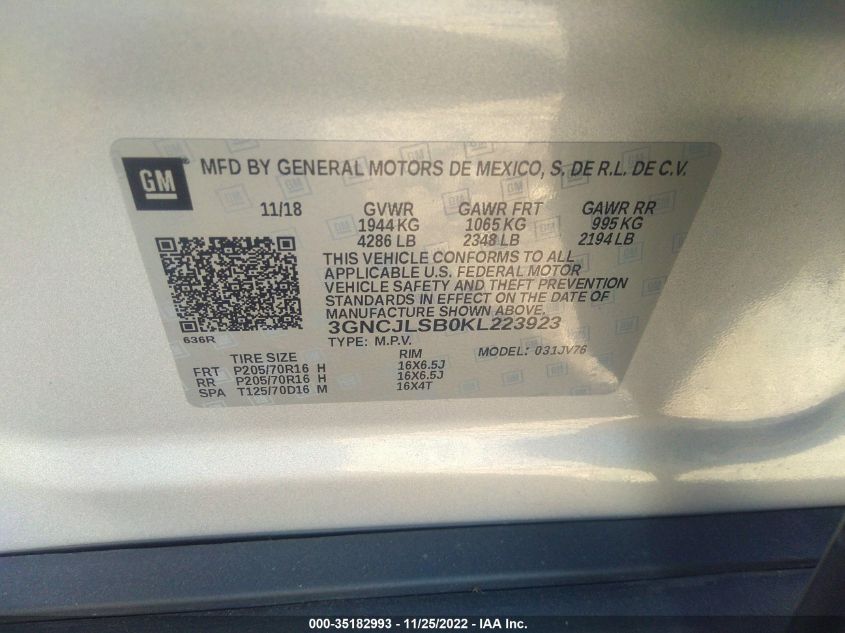 GM
MFD BY GENERAL MOTORS DE MEXICO, S. DE R.L. DE C.V.
11/18 GVWR GAWR FRT GAWR RR
1944 KG 1065 KG 995 KG
4286 LB 2348 LB 2194 LB
THIS VEHICLE CONFORMS TO ALL
APPLICABLE U.S. FEDERAL MOTOR
VEHICLE SAFETY AND THEFT PREVENTION
STANDARDS IN EFFECT ON THE DATE OF
MANUFACTURE SHOWN ABOVE.
3GNCJLSB0KL223923
636R
TYPE: M.P.V. MODEL: 031JV76
TIRE SIZE RIM
FRT P205/70R16 H 16X6.5J
RR P205/70R16 H 16X6.5J
SPA T125/70D16 M 16X4T
000-35182993 - 11/25/2022 - IAA Inc.